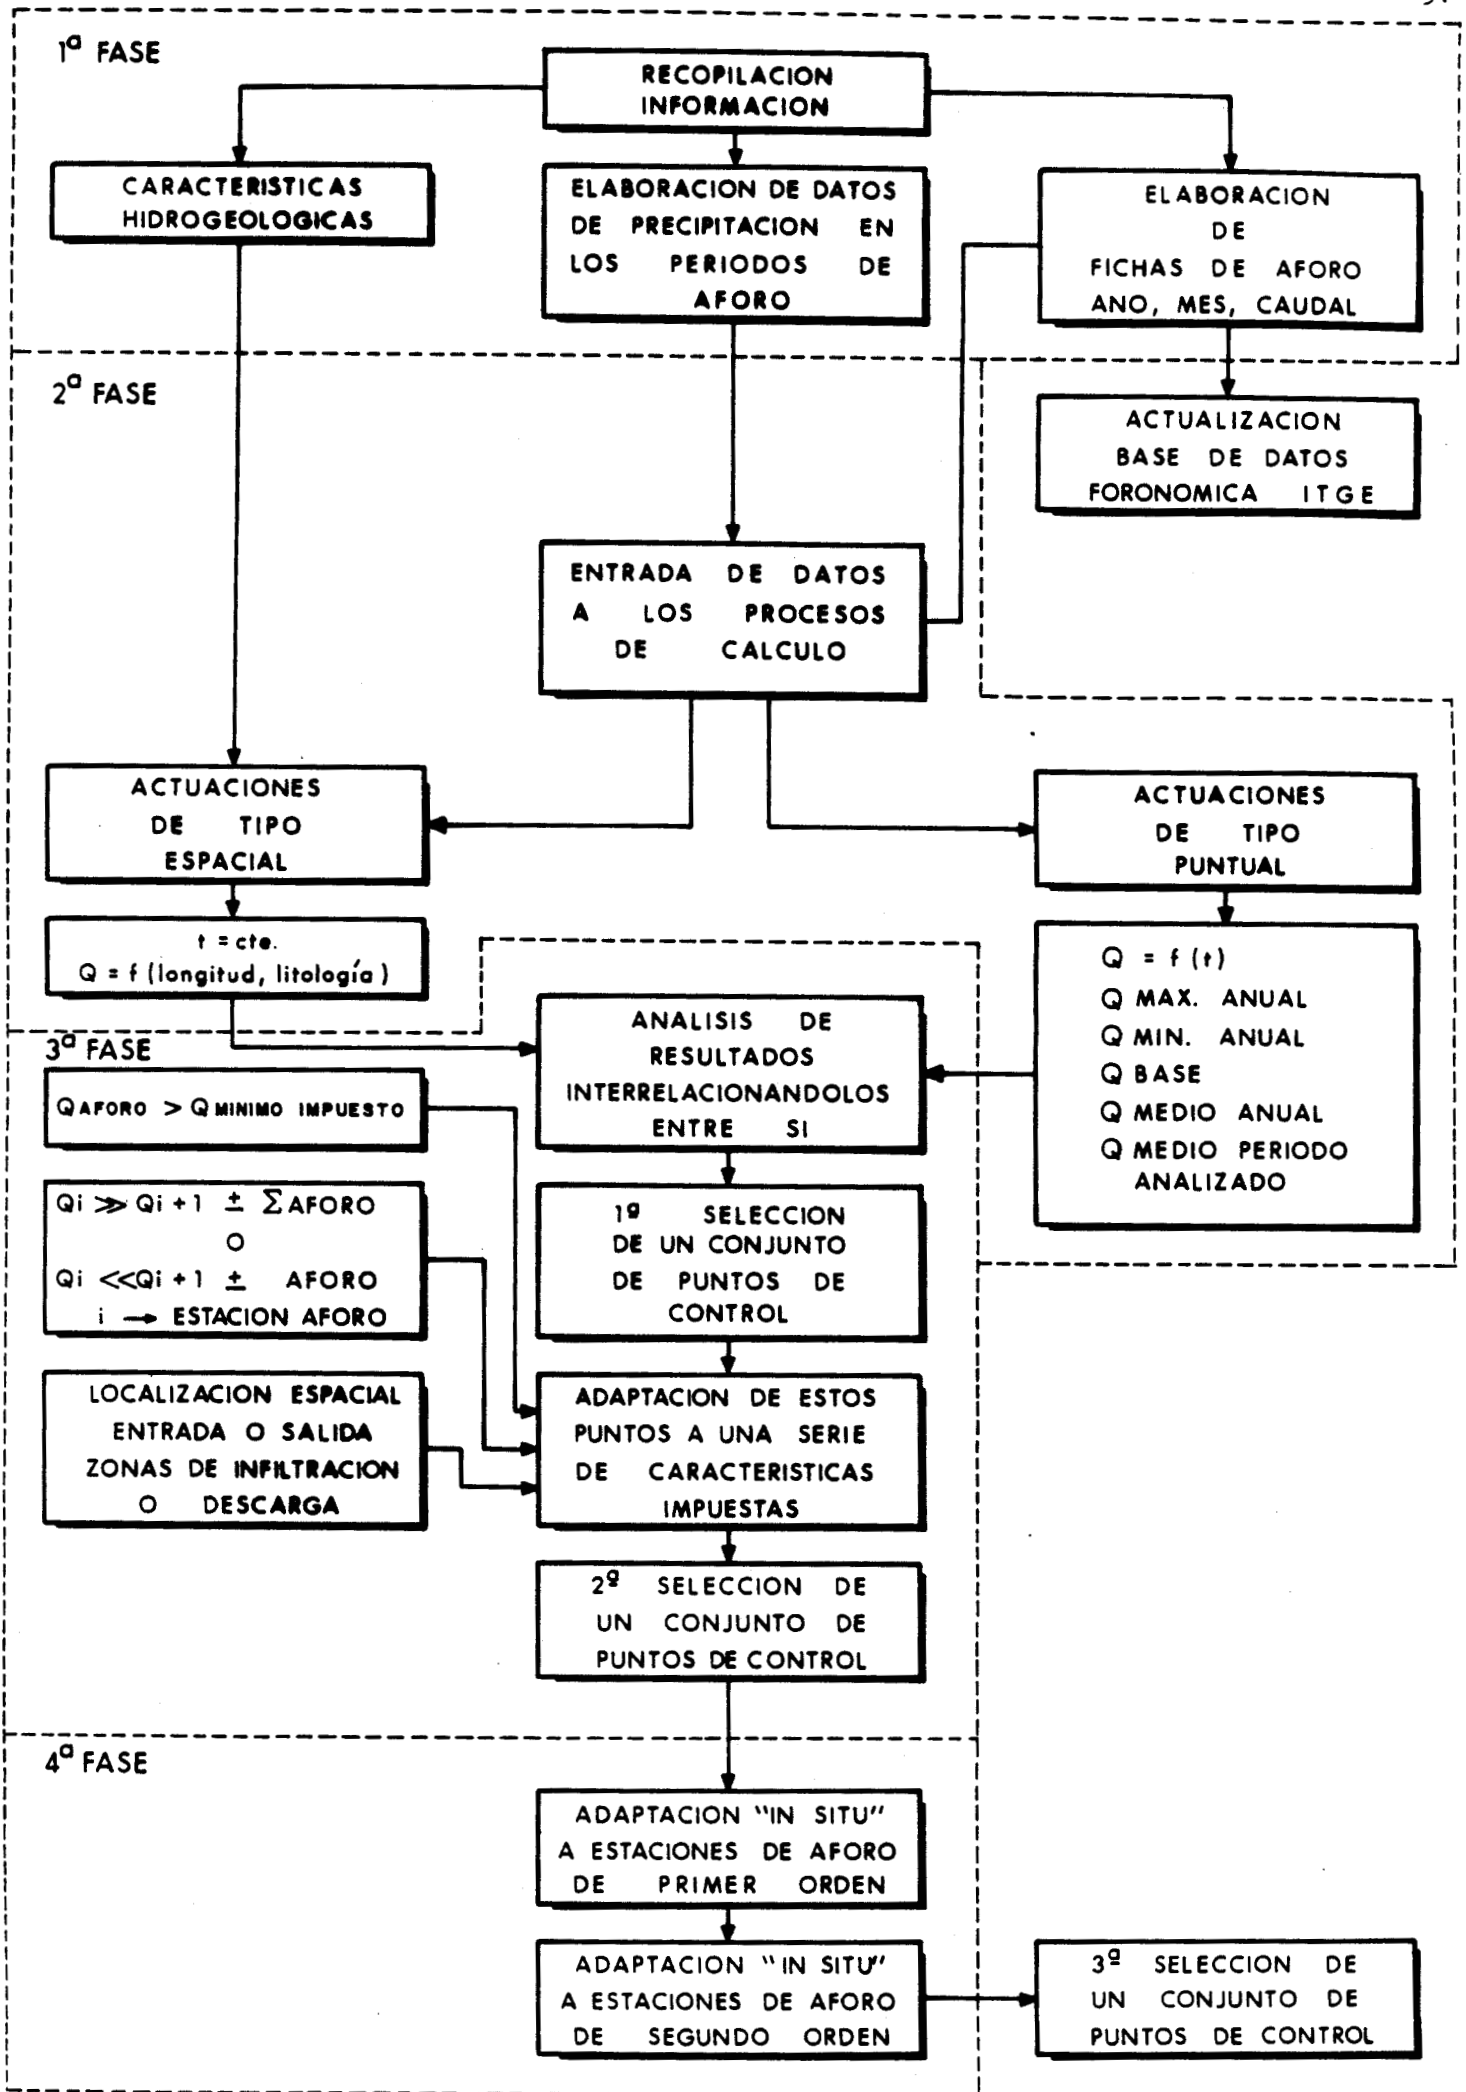 1ª FASE
RECOPILACION
INFORMACION
CARACTERISTICAS
HIDROGEOLOGICAS
ELABORACION DE DATOS
DE PRECIPITACION EN
LOS PERIODOS DE
AFORO
ELABORACION
DE
FICHAS DE AFORO
ANO, MES, CAUDAL
2ª FASE
ACTUALIZACION
BASE DE DATOS
FORONOMICA ITGE
ENTRADA DE DATOS
A LOS PROCESOS
DE CALCULO
ACTUACIONES
DE TIPO
ESPACIAL
ACTUACIONES
DE TIPO
PUNTUAL
t = cte.
Q = f (longitud, litología)
Q = f (t)
Q MAX. ANUAL
Q MIN. ANUAL
Q BASE
Q MEDIO ANUAL
Q MEDIO PERIODO
ANALIZADO
3ª FASE
ANALISIS DE
RESULTADOS
INTERRELACIONANDOLOS
ENTRE SI
Q AFORO > Q MINIMO IMPUESTO
Qi >> Qi + 1 ± Σ AFORO
O
Qi << Qi + 1 ± AFORO
i → ESTACION AFORO
1ª SELECCION
DE UN CONJUNTO
DE PUNTOS DE
CONTROL
LOCALIZACION ESPACIAL
ENTRADA O SALIDA
ZONAS DE INFILTRACION
O DESCARGA
ADAPTACION DE ESTOS
PUNTOS A UNA SERIE
DE CARACTERISTICAS
IMPUESTAS
2ª SELECCION DE
UN CONJUNTO DE
PUNTOS DE CONTROL
4ª FASE
ADAPTACION "IN SITU"
A ESTACIONES DE AFORO
DE PRIMER ORDEN
ADAPTACION "IN SITU"
A ESTACIONES DE AFORO
DE SEGUNDO ORDEN
3ª SELECCION DE
UN CONJUNTO DE
PUNTOS DE CONTROL